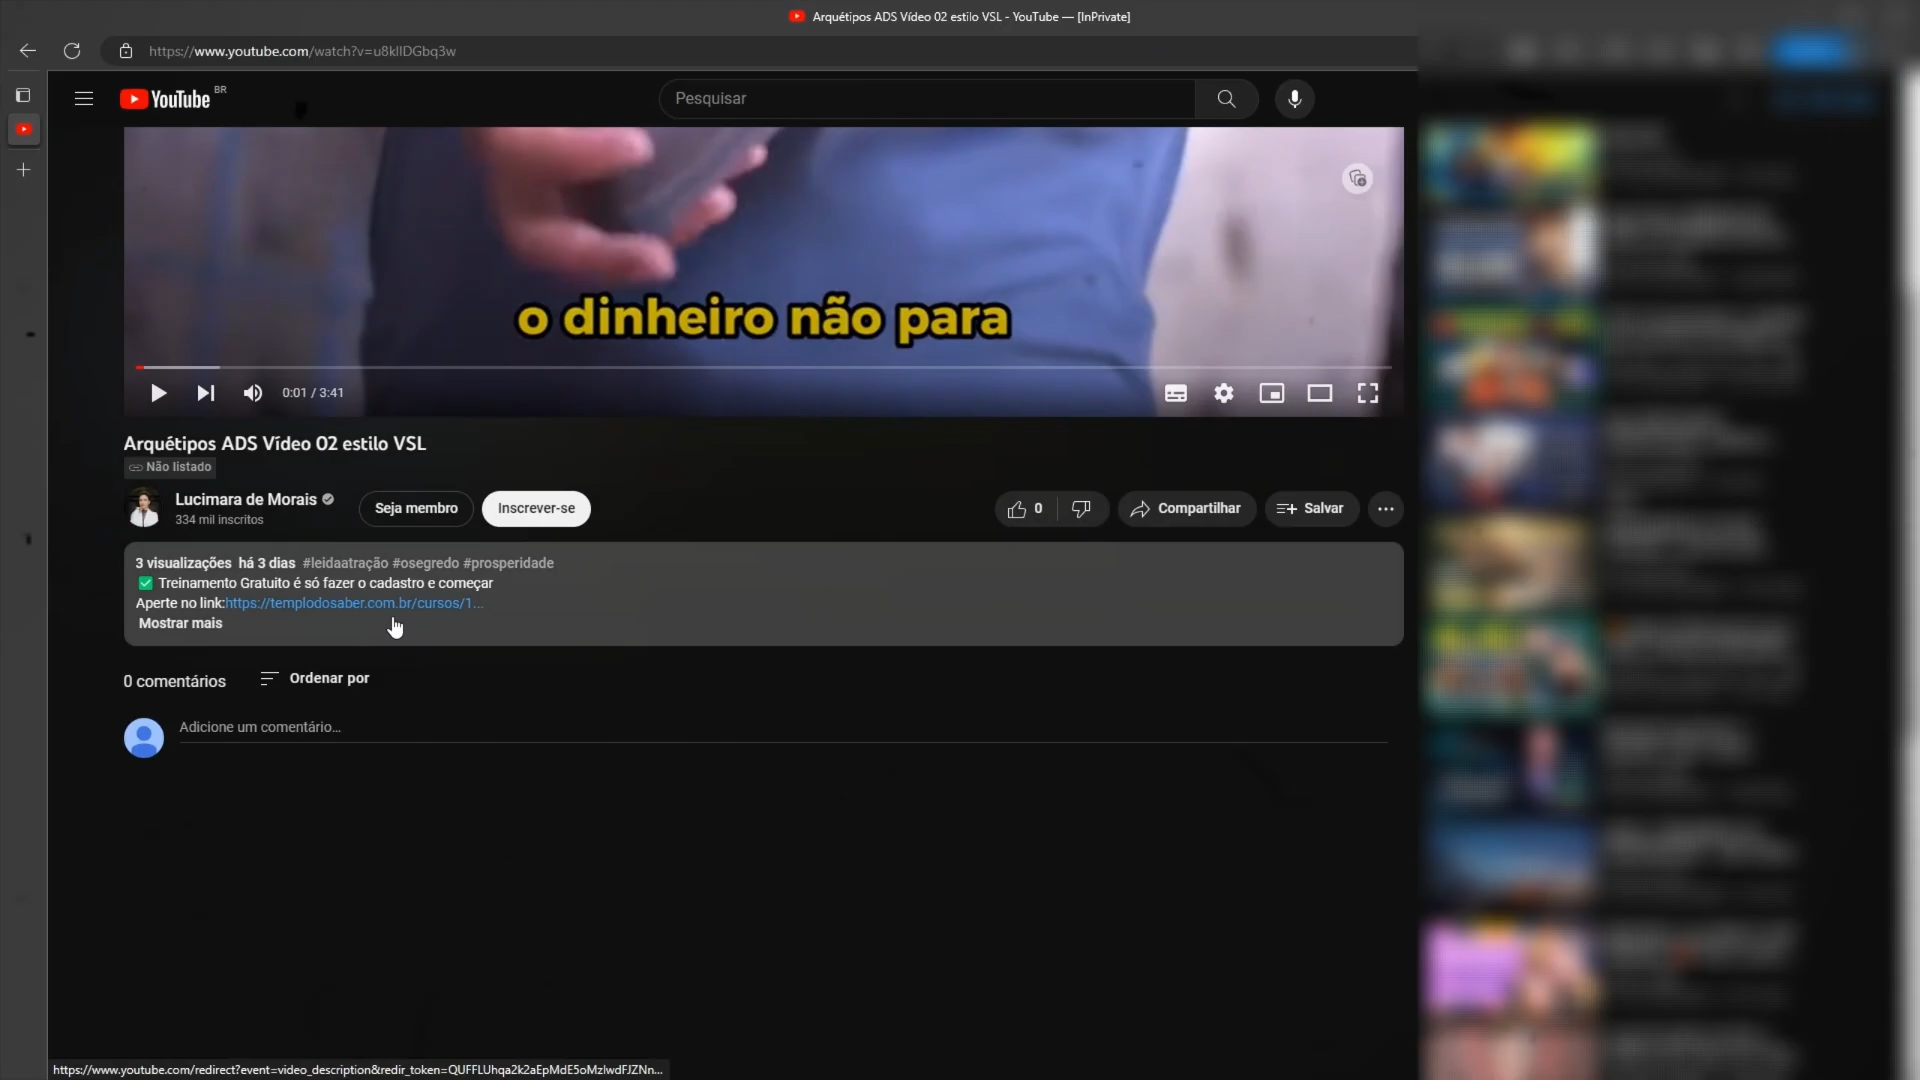 Arquétipos ADS Vídeo 02 estilo VSL - YouTube — [InPrivate]
https://www.youtube.com/watch?v=u8kllDGbq3w
YouTube BR
Pesquisar
o dinheiro não para
0:01 / 3:41
Arquétipos ADS Vídeo 02 estilo VSL
Não listado
Lucimara de Morais
334 mil inscritos
Seja membro
Inscrever-se
0
Compartilhar
Salvar
3 visualizações há 3 dias #leidaatração #osegredo #prosperidade
✅ Treinamento Gratuito é só fazer o cadastro e começar
Aperte no link:https://templodosaber.com.br/cursos/1...
Mostrar mais
0 comentários
Ordenar por
Adicione um comentário...
https://www.youtube.com/redirect?event=video_description&redir_token=QUFFLUhqa2k2aEpMdE5oMzlwdFJZNn...